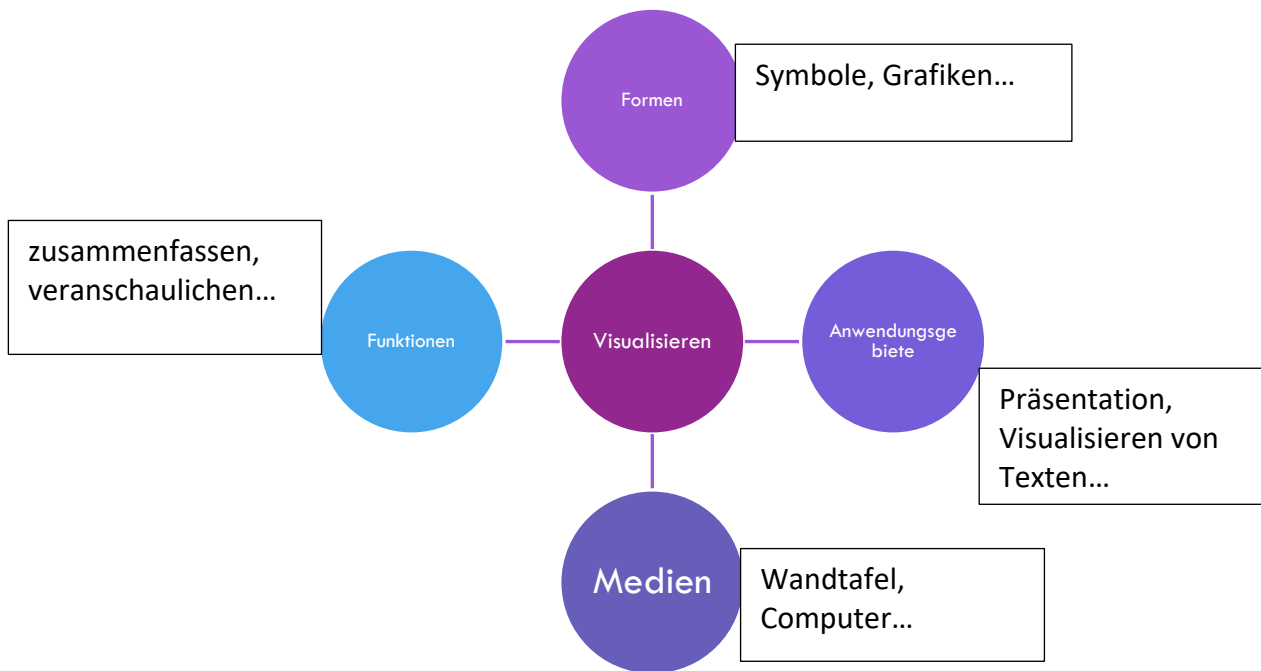 Formen
Symbole, Grafiken…
zusammenfassen,
veranschaulichen…
Funktionen
Visualisieren
Anwendungsge
biete
Präsentation,
Visualisieren von
Texten…
Medien
Wandtafel,
Computer…